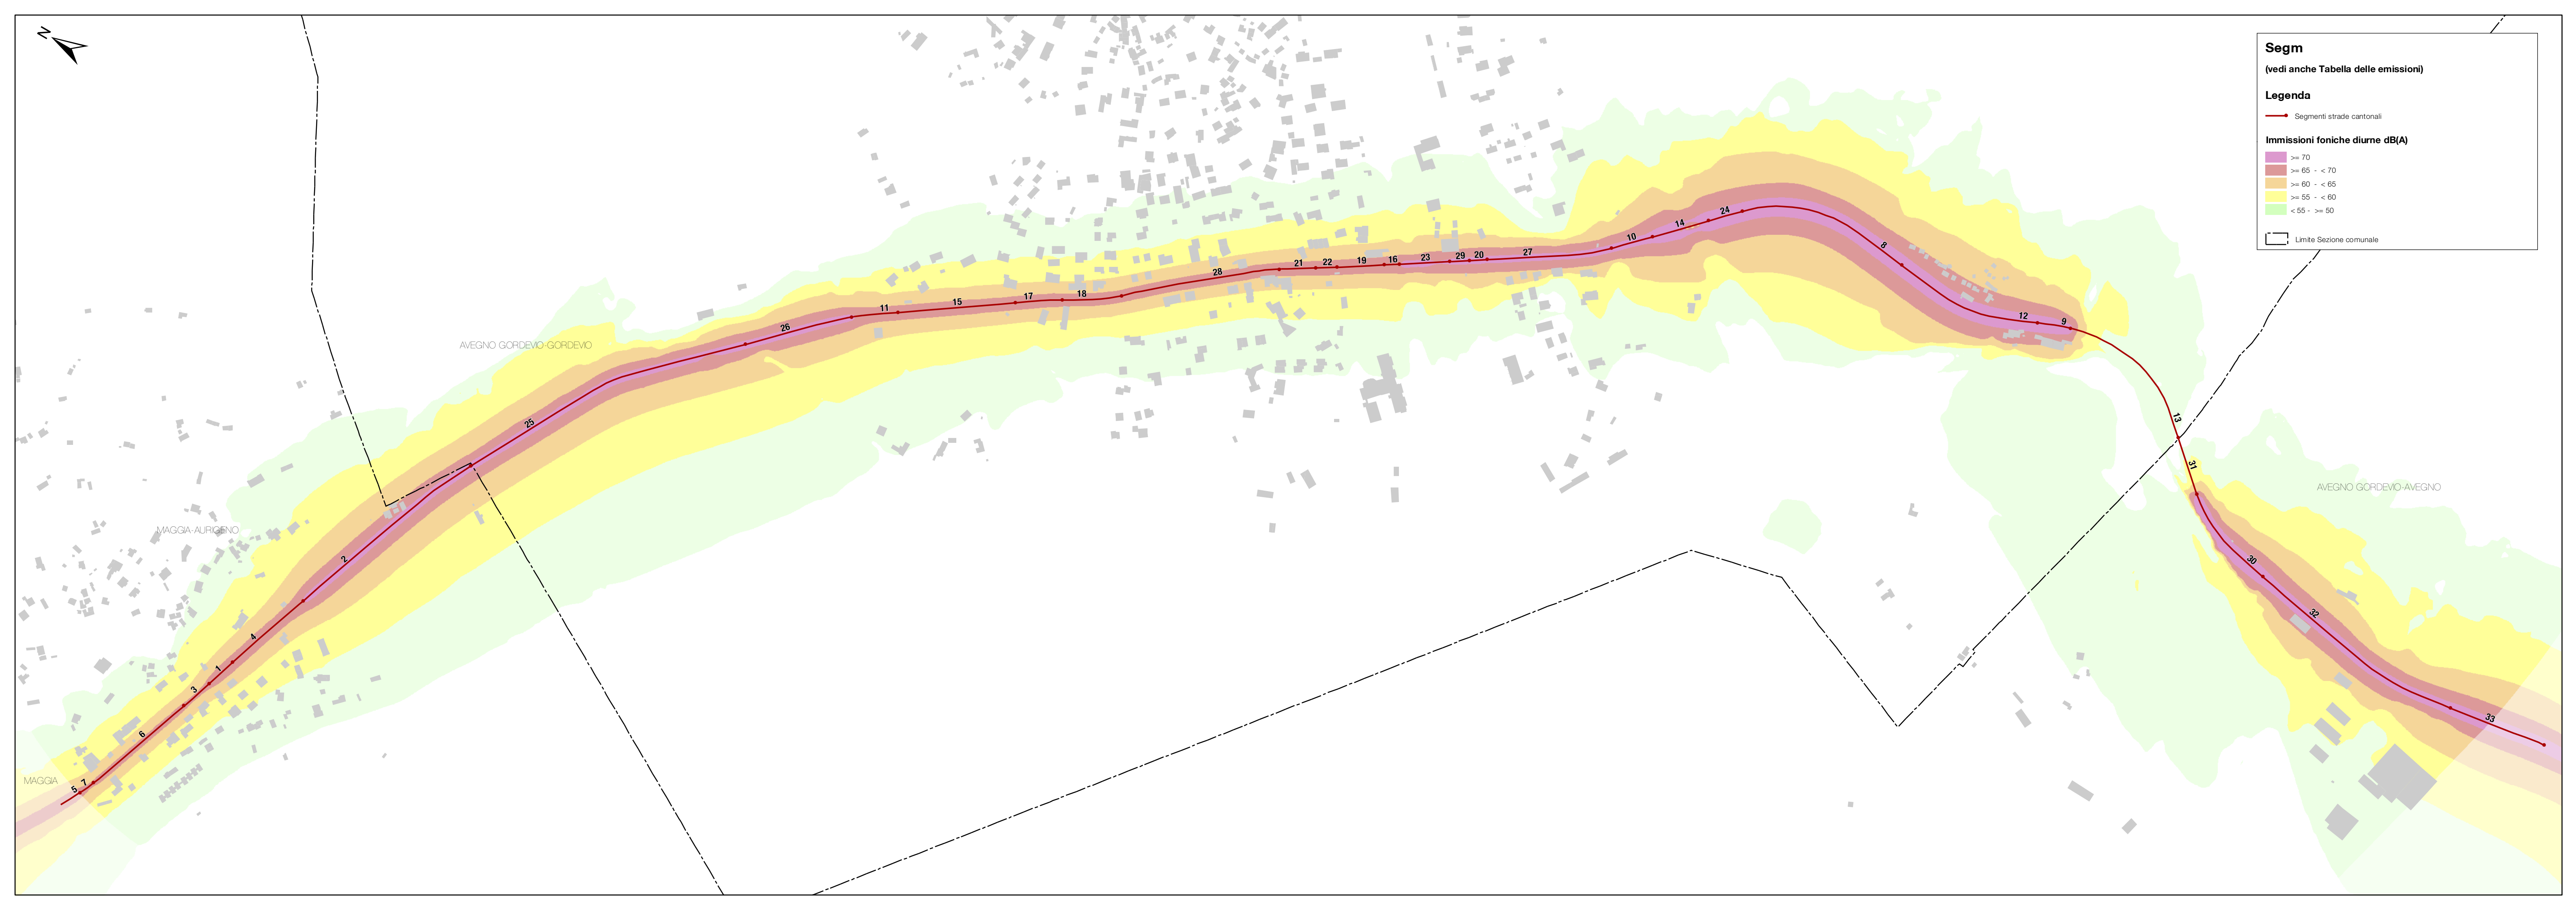 N
Segm
(vedi anche Tabella delle emissioni)
Legenda
Segmenti strade cantonali
Immissioni foniche diurne dB(A)
>= 70
>= 65 - < 70
>= 60 - < 65
>= 55 - < 60
< 55 - >= 50
Limite Sezione comunale
AVEGNO GORDEVIO-GORDEVIO
AVEGNO GORDEVIO-AVEGNO
MAGGIA-AURIGENO
MAGGIA
5
7
6
3
1
4
2
25
26
11
15
17
18
28
21
22
19
16
23
29
20
27
10
14
24
8
12
9
13
31
30
32
33